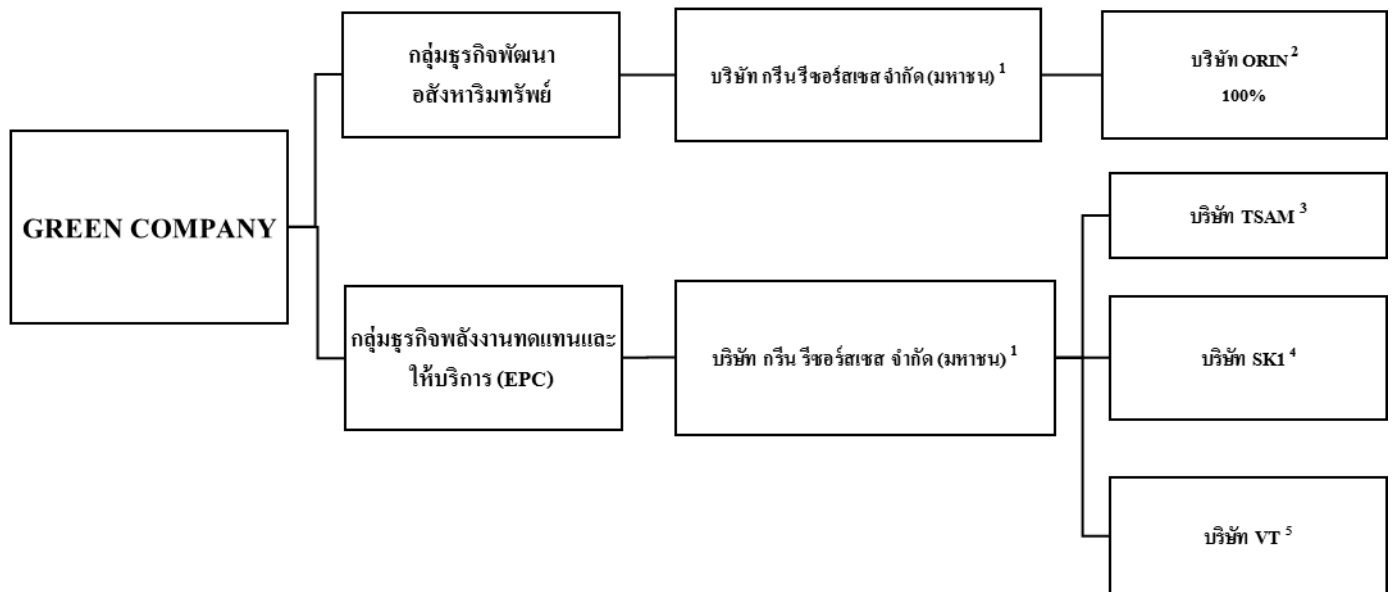 GREEN COMPANY
กลุ่มธุรกิจพัฒนา
อสังหาริมทรัพย์
บริษัท กรีน รีซอร์สเซส จำกัด (มหาชน) 1
บริษัท ORIN 2
100%
กลุ่มธุรกิจพลังงานทดแทนและ
ให้บริการ (EPC)
บริษัท กรีน รีซอร์สเซส จำกัด (มหาชน) 1
บริษัท TSAM 3
บริษัท SK1 4
บริษัท VT 5